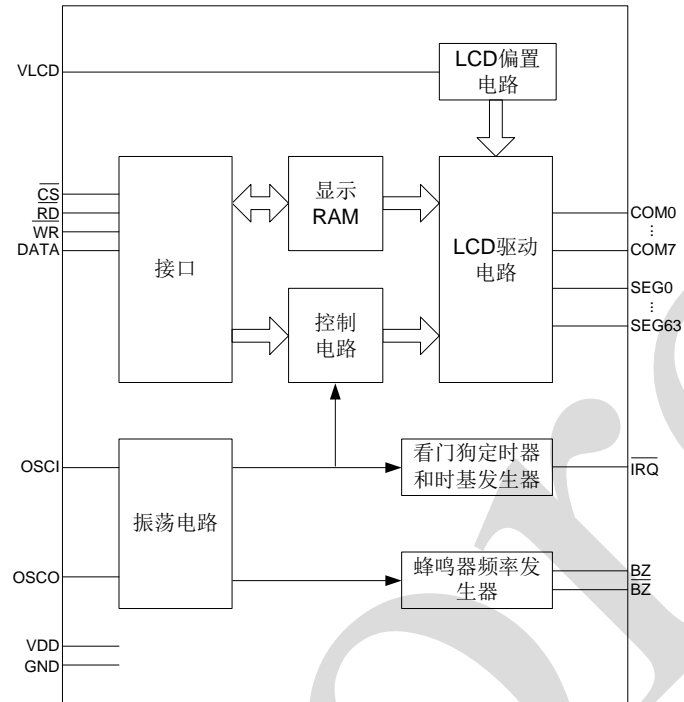 VLCD
LCD偏置
电路
CS
RD
WR
DATA
接口
显示
RAM
LCD驱动
电路
COM0
⋮
COM7
SEG0
⋮
SEG63
控制
电路
OSCI
振荡电路
看门狗定时器
和时基发生器
IRQ
OSCO
蜂鸣器频率发
生器
BZ
BZ
VDD
GND